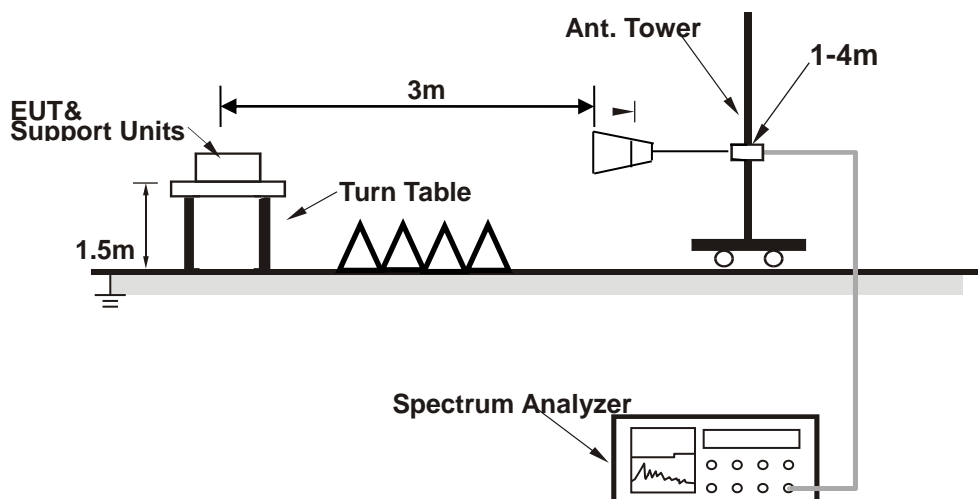 Ant. Tower
1-4m
3m
EUT&
Support Units
Turn Table
1.5m
Spectrum Analyzer